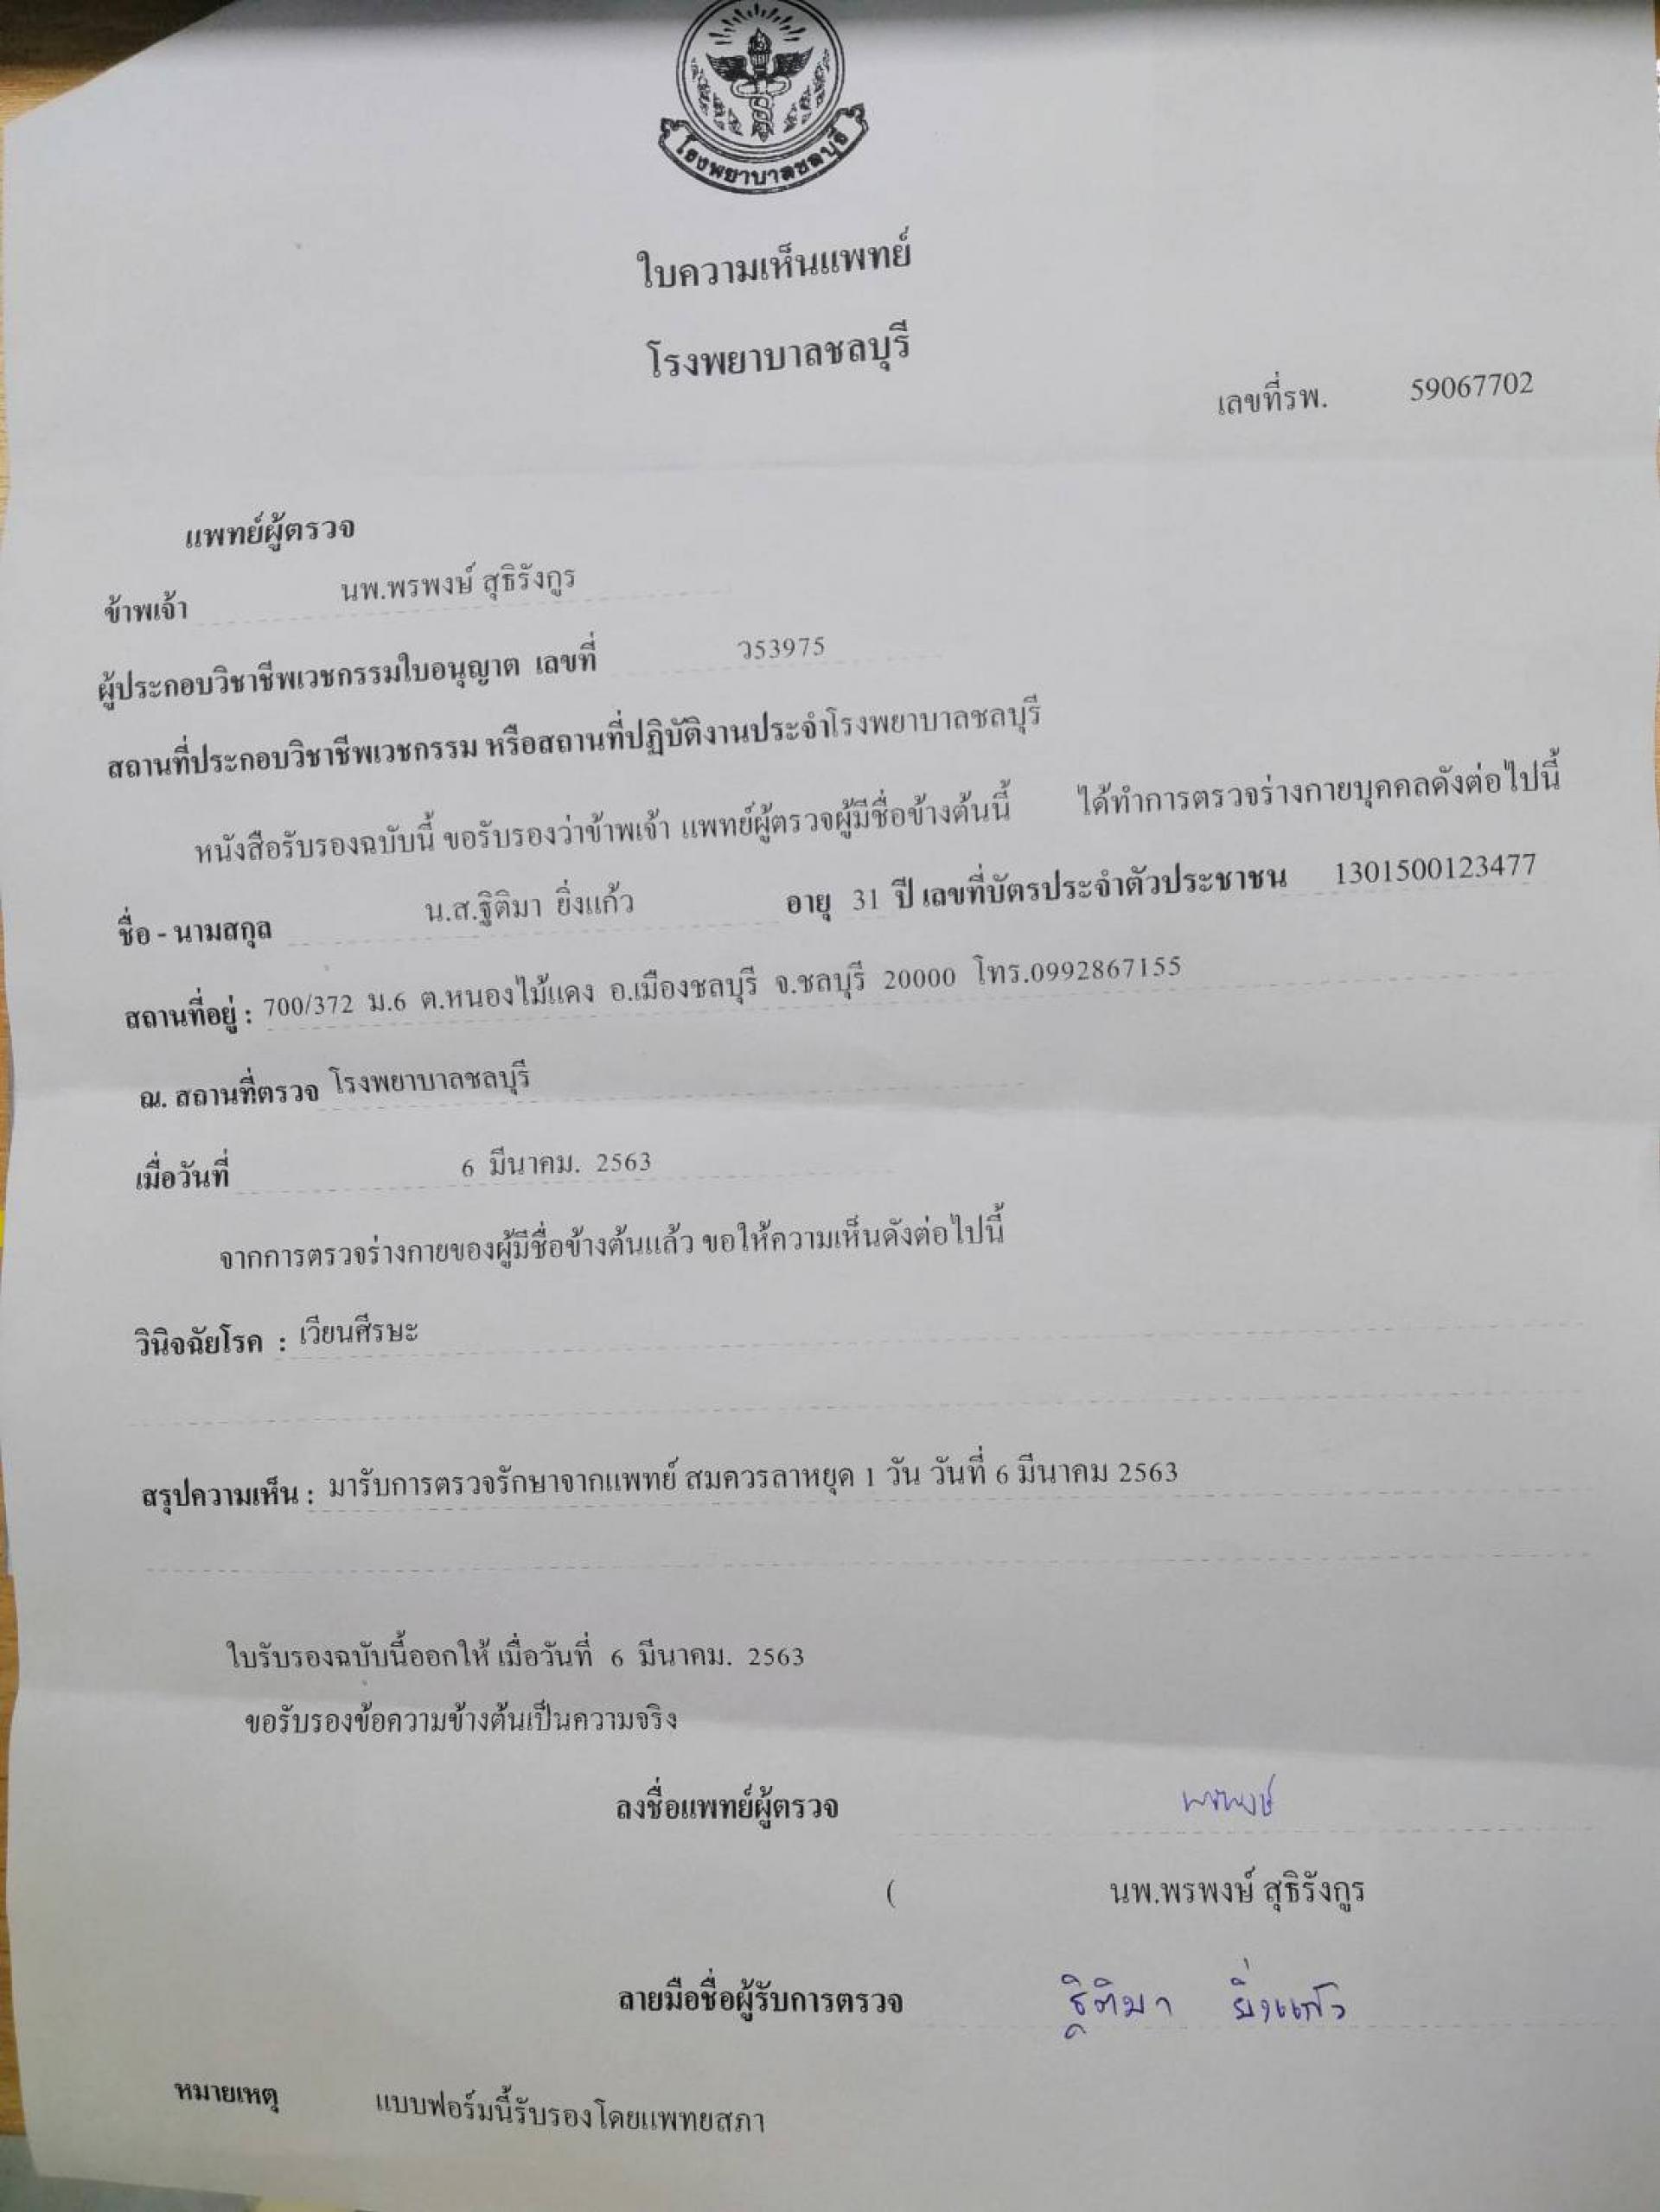 โรงพยาบาลชลบุรี
ใบความเห็นแพทย์
โรงพยาบาลชลบุรี
เลขที่รพ. 59067702
แพทย์ผู้ตรวจ
ข้าพเจ้า นพ.พรพงษ์ สุธิรังกูร
ผู้ประกอบวิชาชีพเวชกรรมใบอนุญาต เลขที่ ว53975
สถานที่ประกอบวิชาชีพเวชกรรม หรือสถานที่ปฏิบัติงานประจำโรงพยาบาลชลบุรี
หนังสือรับรองฉบับนี้ ขอรับรองว่าข้าพเจ้า แพทย์ผู้ตรวจผู้มีชื่อข้างต้นนี้ ได้ทำการตรวจร่างกายบุคคลดังต่อไปนี้
ชื่อ - นามสกุล น.ส.ฐิติมา ยิ่งแก้ว อายุ 31 ปี เลขที่บัตรประจำตัวประชาชน 1301500123477
สถานที่อยู่ : 700/372 ม.6 ต.หนองไม้แดง อ.เมืองชลบุรี จ.ชลบุรี 20000 โทร.0992867155
ณ. สถานที่ตรวจ โรงพยาบาลชลบุรี
เมื่อวันที่ 6 มีนาคม. 2563
จากการตรวจร่างกายของผู้มีชื่อข้างต้นแล้ว ขอให้ความเห็นดังต่อไปนี้
วินิจฉัยโรค : เวียนศีรษะ
สรุปความเห็น : มารับการตรวจรักษาจากแพทย์ สมควรลาหยุด 1 วัน วันที่ 6 มีนาคม 2563
ใบรับรองฉบับนี้ออกให้ เมื่อวันที่ 6 มีนาคม. 2563
ขอรับรองข้อความข้างต้นเป็นความจริง
ลงชื่อแพทย์ผู้ตรวจ พรพงษ์
( นพ.พรพงษ์ สุธิรังกูร
ลายมือชื่อผู้รับการตรวจ ฐิติมา ยิ่งแก้ว
หมายเหตุ แบบฟอร์มนี้รับรองโดยแพทยสภา